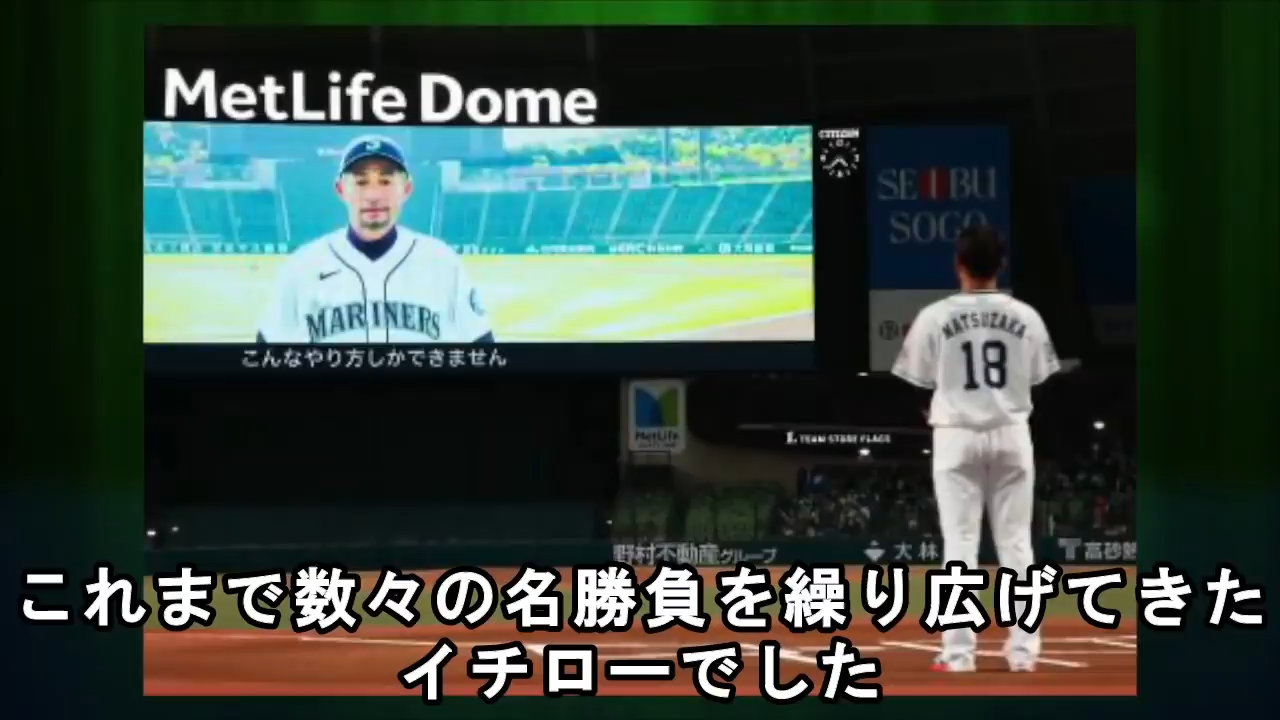 MetLife Dome
CITIZEN
SEIBU
SOGO
MARINERS
MATSUZAKA
18
こんなやり方しかできません
MetLife
TEAM STORE FLAGS
野村不動産グループ
大林
高砂熱
これまで数々の名勝負を繰り広げてきた
イチローでした